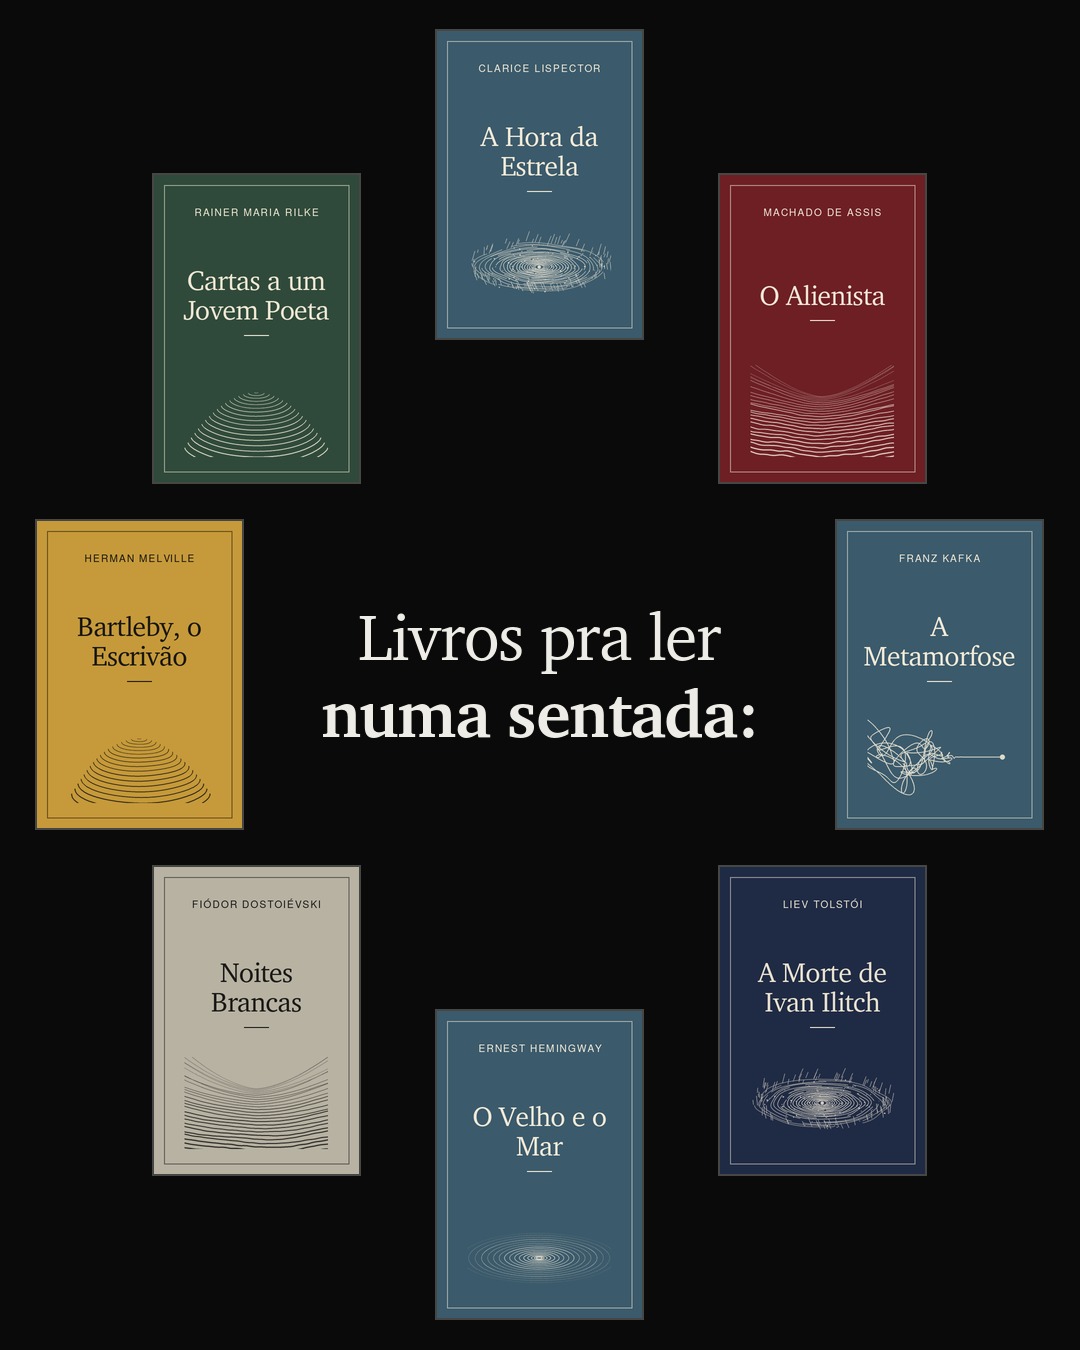 CLARICE LISPECTOR
A Hora da
Estrela
RAINER MARIA RILKE
Cartas a um
Jovem Poeta
MACHADO DE ASSIS
O Alienista
HERMAN MELVILLE
Bartleby, o
Escrivão
Livros pra ler
numa sentada:
FRANZ KAFKA
A
Metamorfose
FIÓDOR DOSTOIÉVSKI
Noites
Brancas
LIEV TOLSTÓI
A Morte de
Ivan Ilitch
ERNEST HEMINGWAY
O Velho e o
Mar